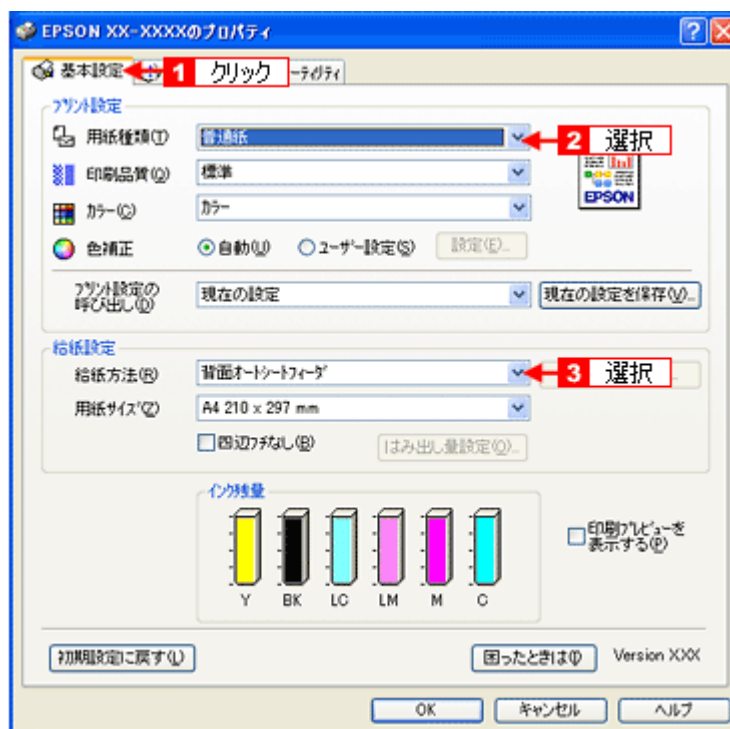 EPSON XX-XXXXのプロパティ
基本設定 1 クリック ーティリティ
プリント設定
用紙種類(T) 普通紙 2 選択
印刷品質(Q) 標準
カラー(C) カラー
EPSON
色補正 自動(U) ユーザー設定(S) 設定(E)...
プリント設定の
呼び出し(D) 現在の設定 現在の設定を保存(V)...
給紙設定
給紙方法(R) 背面オートシートフィーダ 3 選択
用紙サイズ(Z) A4 210 x 297 mm
四辺フチなし(B) はみ出し量設定(O)...
インク残量
Y BK LC LM M C
印刷プレビューを
表示する(P)
初期設定に戻す(L) 困ったときは(I) Version XXX
OK キャンセル ヘルプ